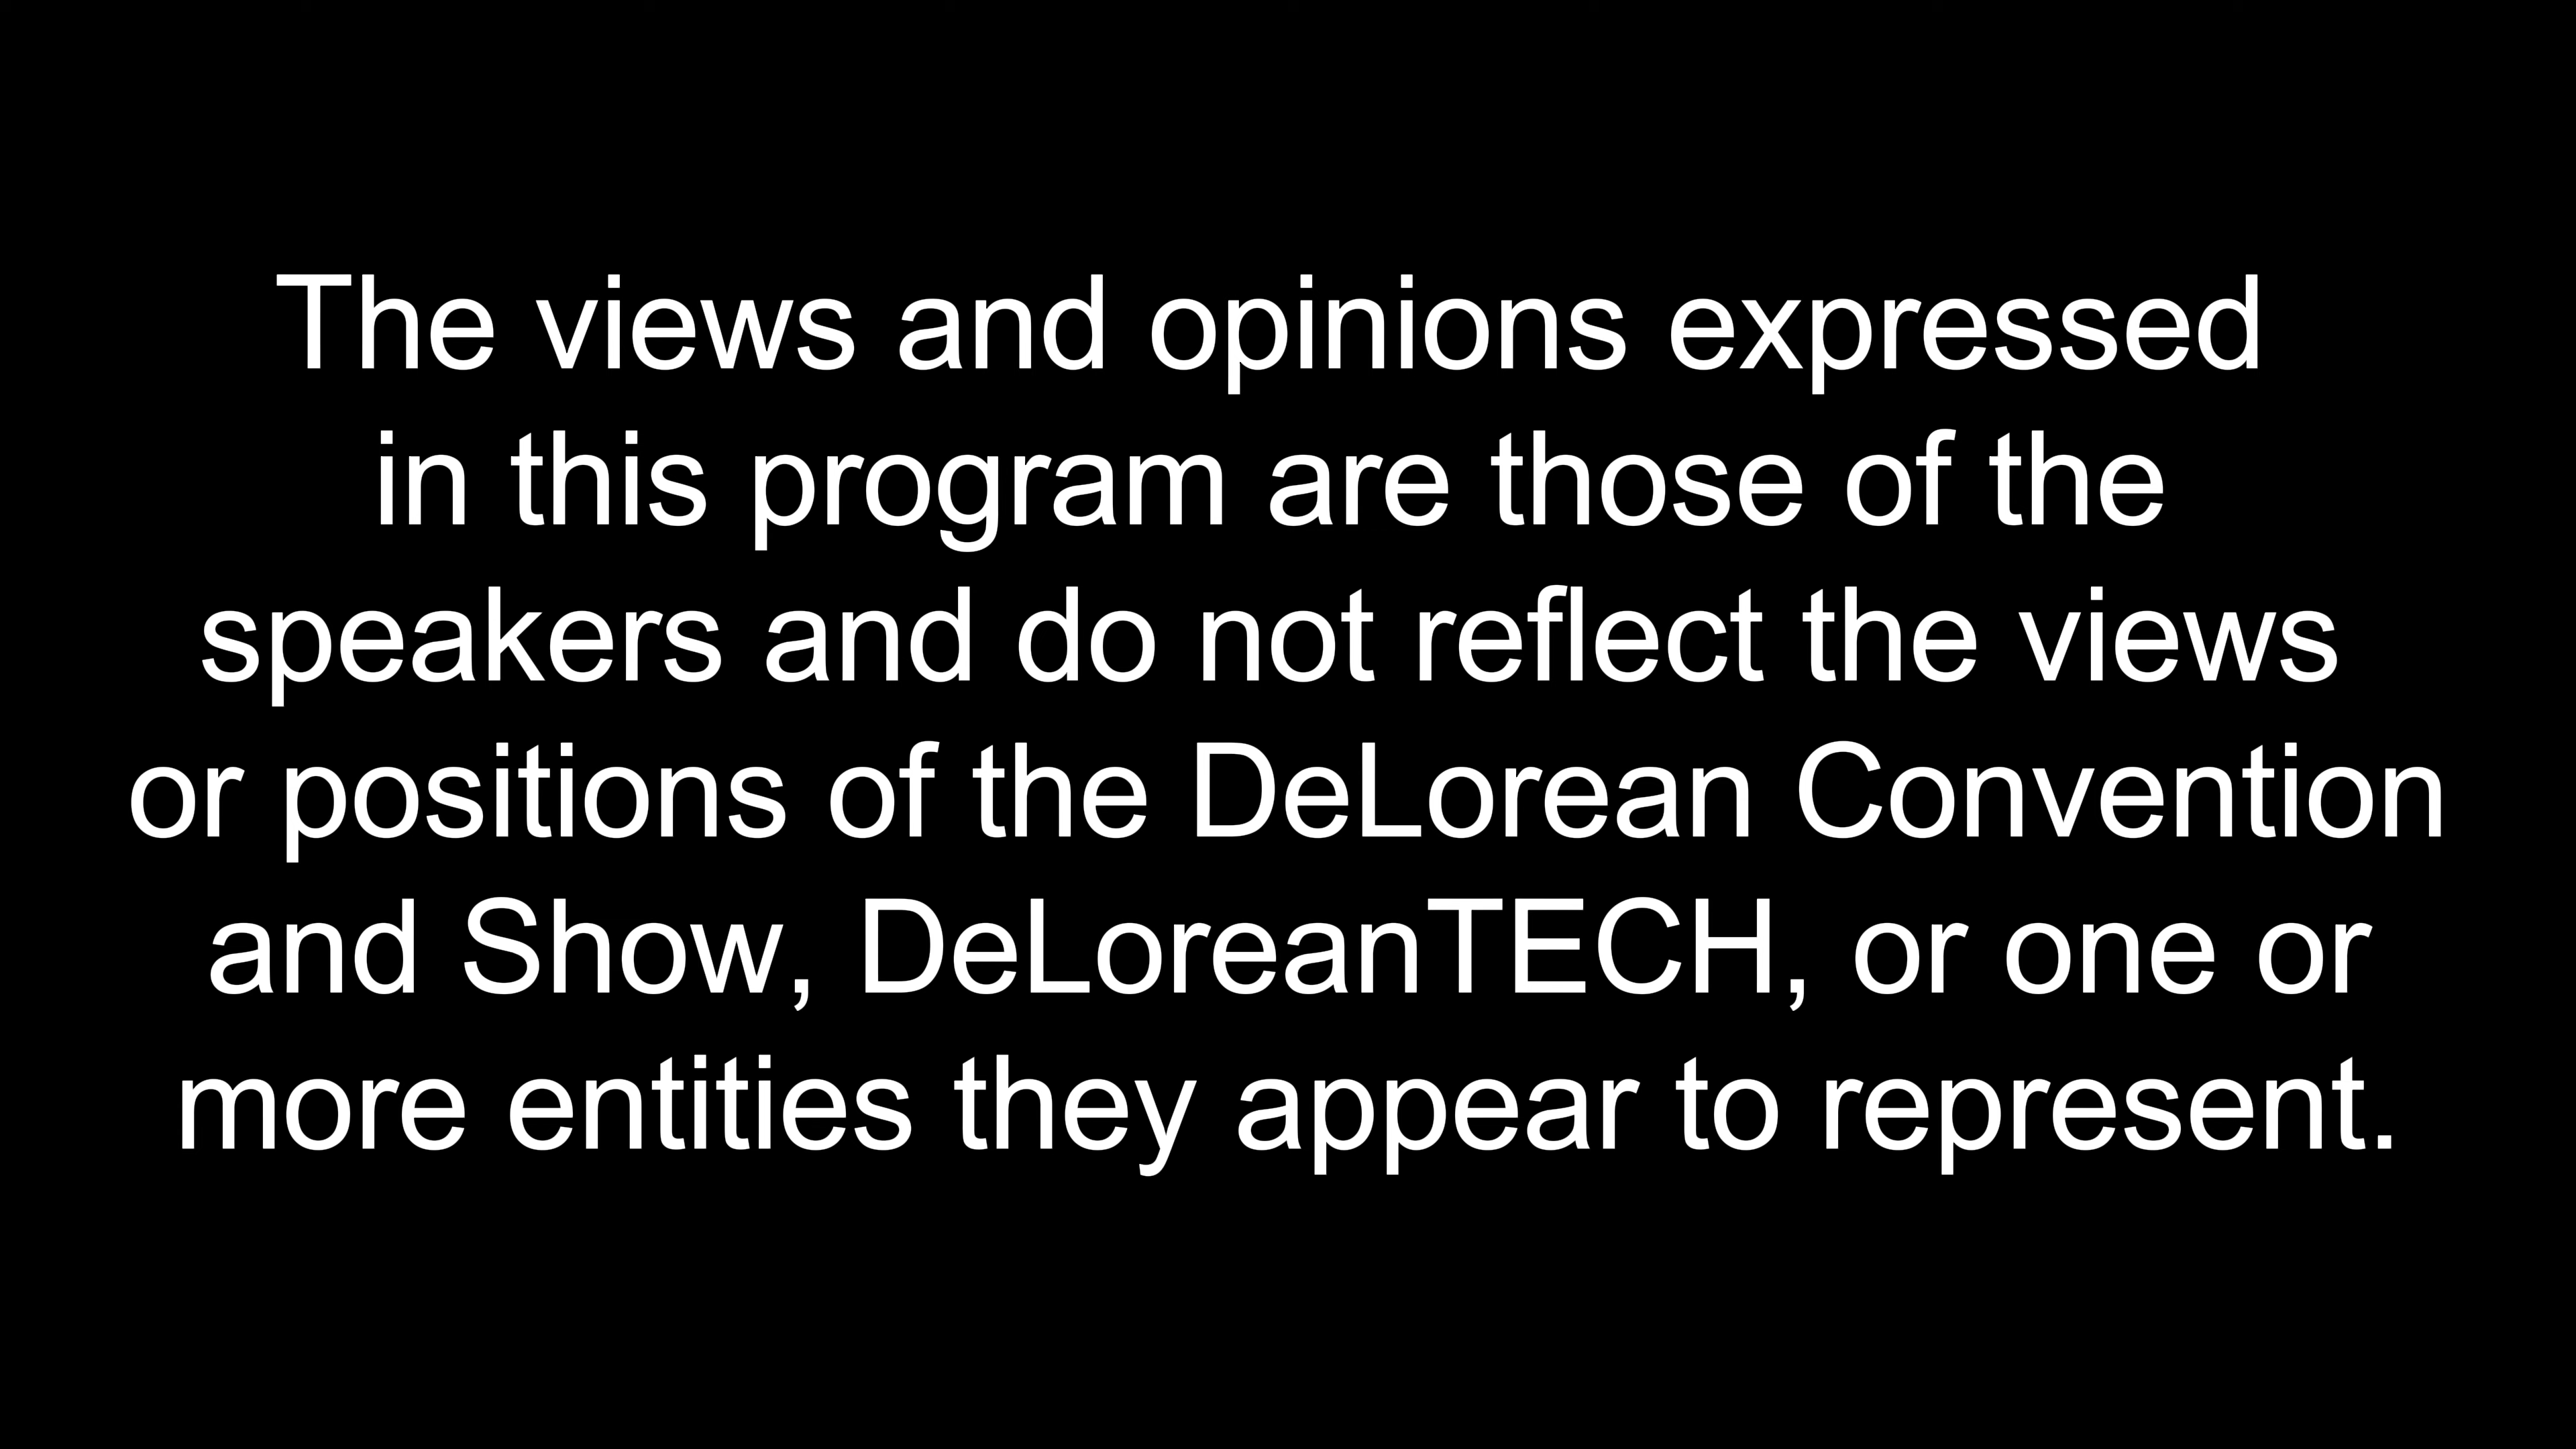 The views and opinions expressed
in this program are those of the
speakers and do not reflect the views
or positions of the DeLorean Convention
and Show, DeLoreanTECH, or one or
more entities they appear to represent.